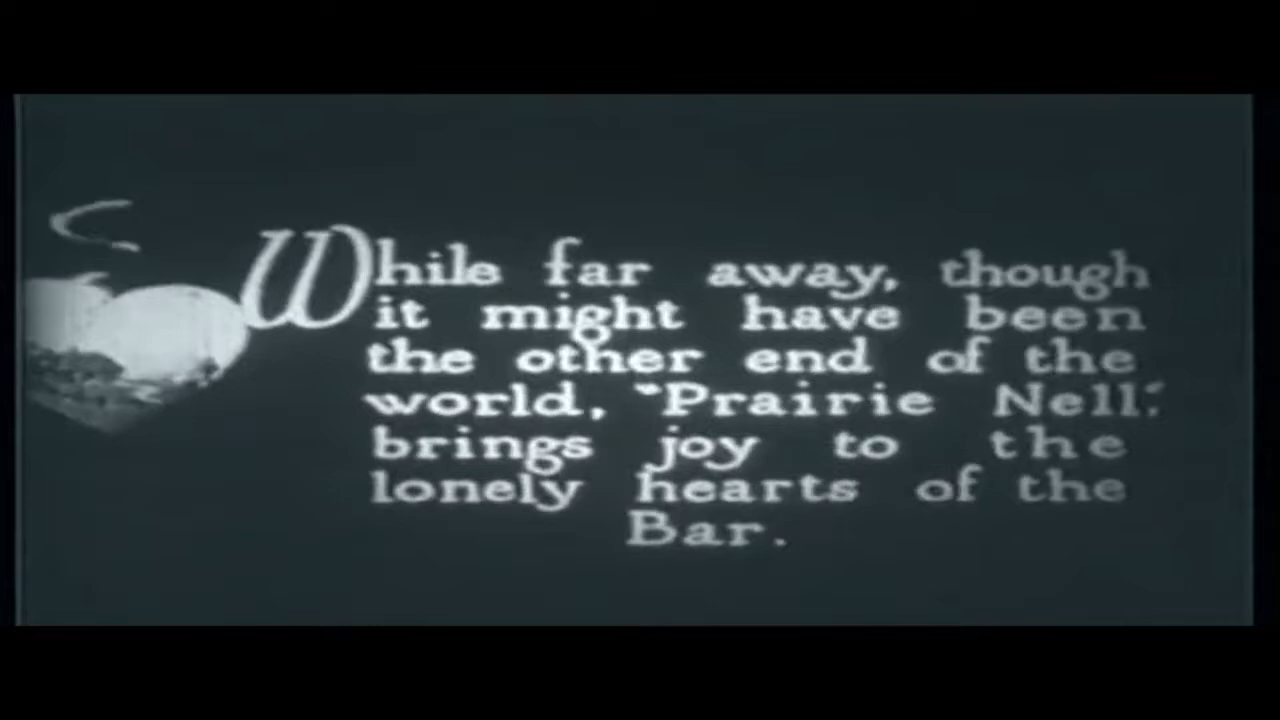 While far away, though
it might have been
the other end of the
world, "Prairie Nell,"
brings joy to the
lonely hearts of the
Bar.